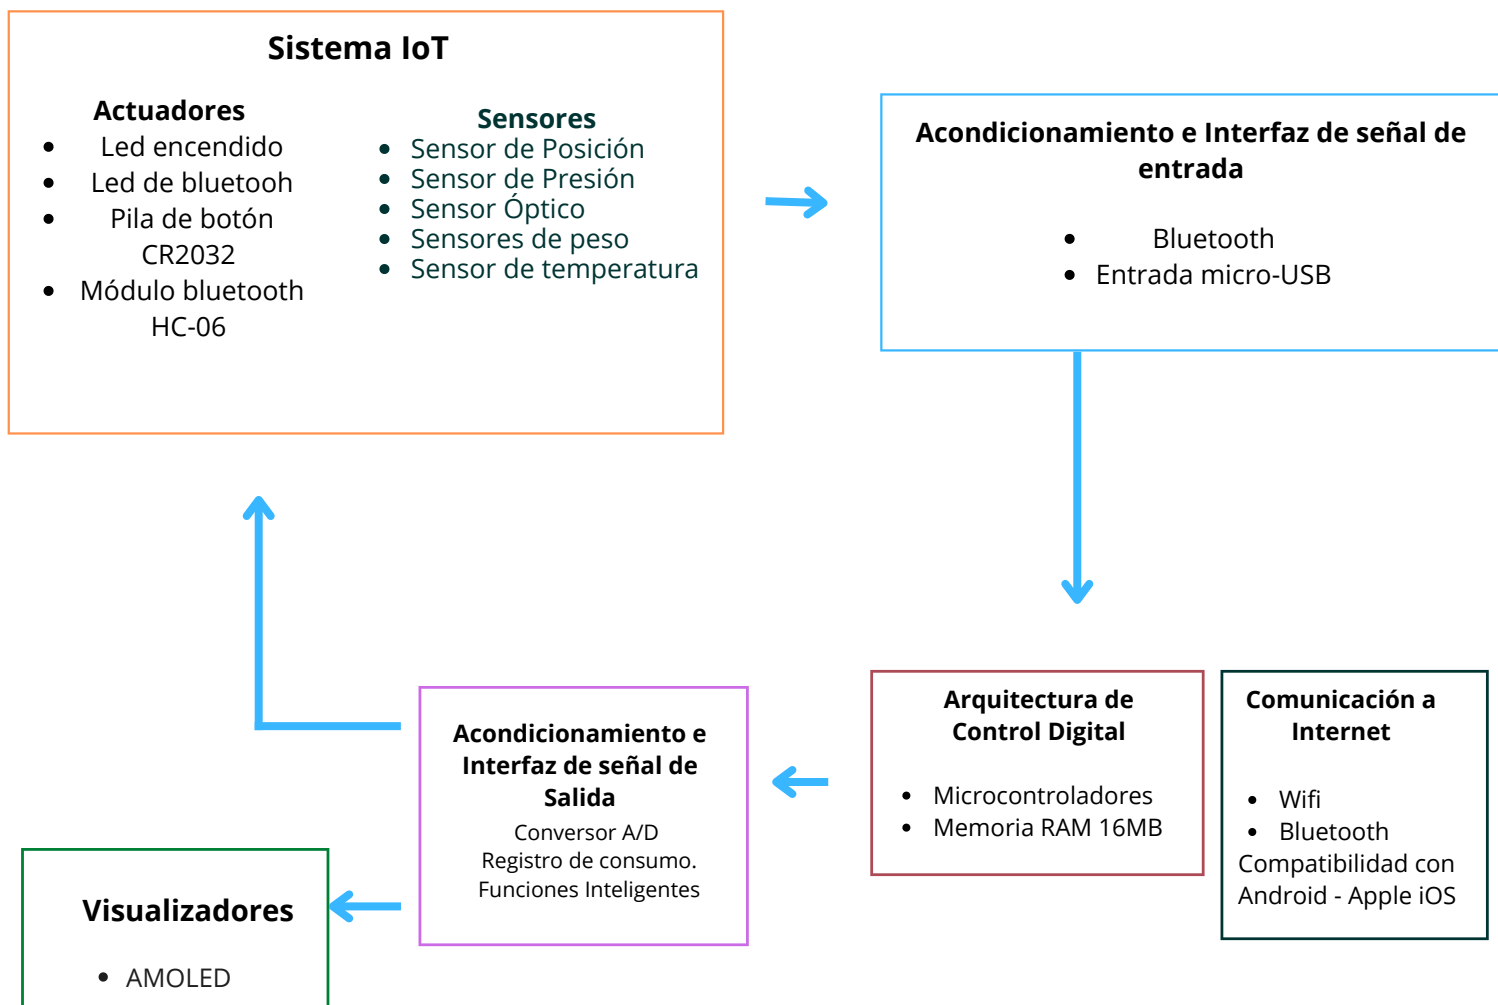 Sistema IoT
Actuadores
Led encendido
Led de bluetooh
Pila de botón
CR2032
Módulo bluetooth
HC-06
Sensores
Sensor de Posición
Sensor de Presión
Sensor Óptico
Sensores de peso
Sensor de temperatura
Acondicionamiento e Interfaz de señal de
entrada
Bluetooth
Entrada micro-USB
Acondicionamiento e
Interfaz de señal de
Salida
Conversor A/D
Registro de consumo.
Funciones Inteligentes
Arquitectura de
Control Digital
Microcontroladores
Memoria RAM 16MB
Comunicación a
Internet
Wifi
Bluetooth
Compatibilidad con
Android - Apple iOS
Visualizadores
AMOLED